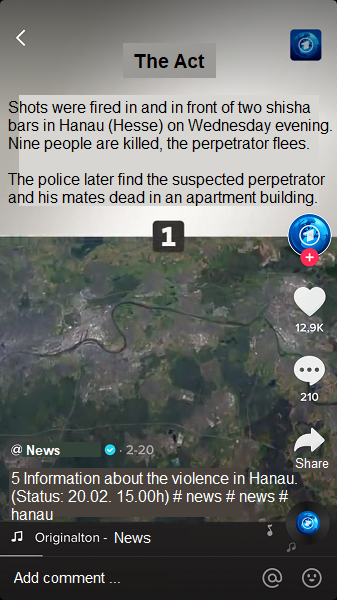 The Act
Shots were fired in and in front of two shisha
bars in Hanau (Hesse) on Wednesday evening.
Nine people are killed, the perpetrator flees.
The police later find the suspected perpetrator
and his mates dead in an apartment building.
1
12,9K
210
Share
@ News · 2-20
5 Information about the violence in Hanau.
(Status: 20.02. 15.00h) # news # news #
hanau
Originalton - News
Add comment ...
@